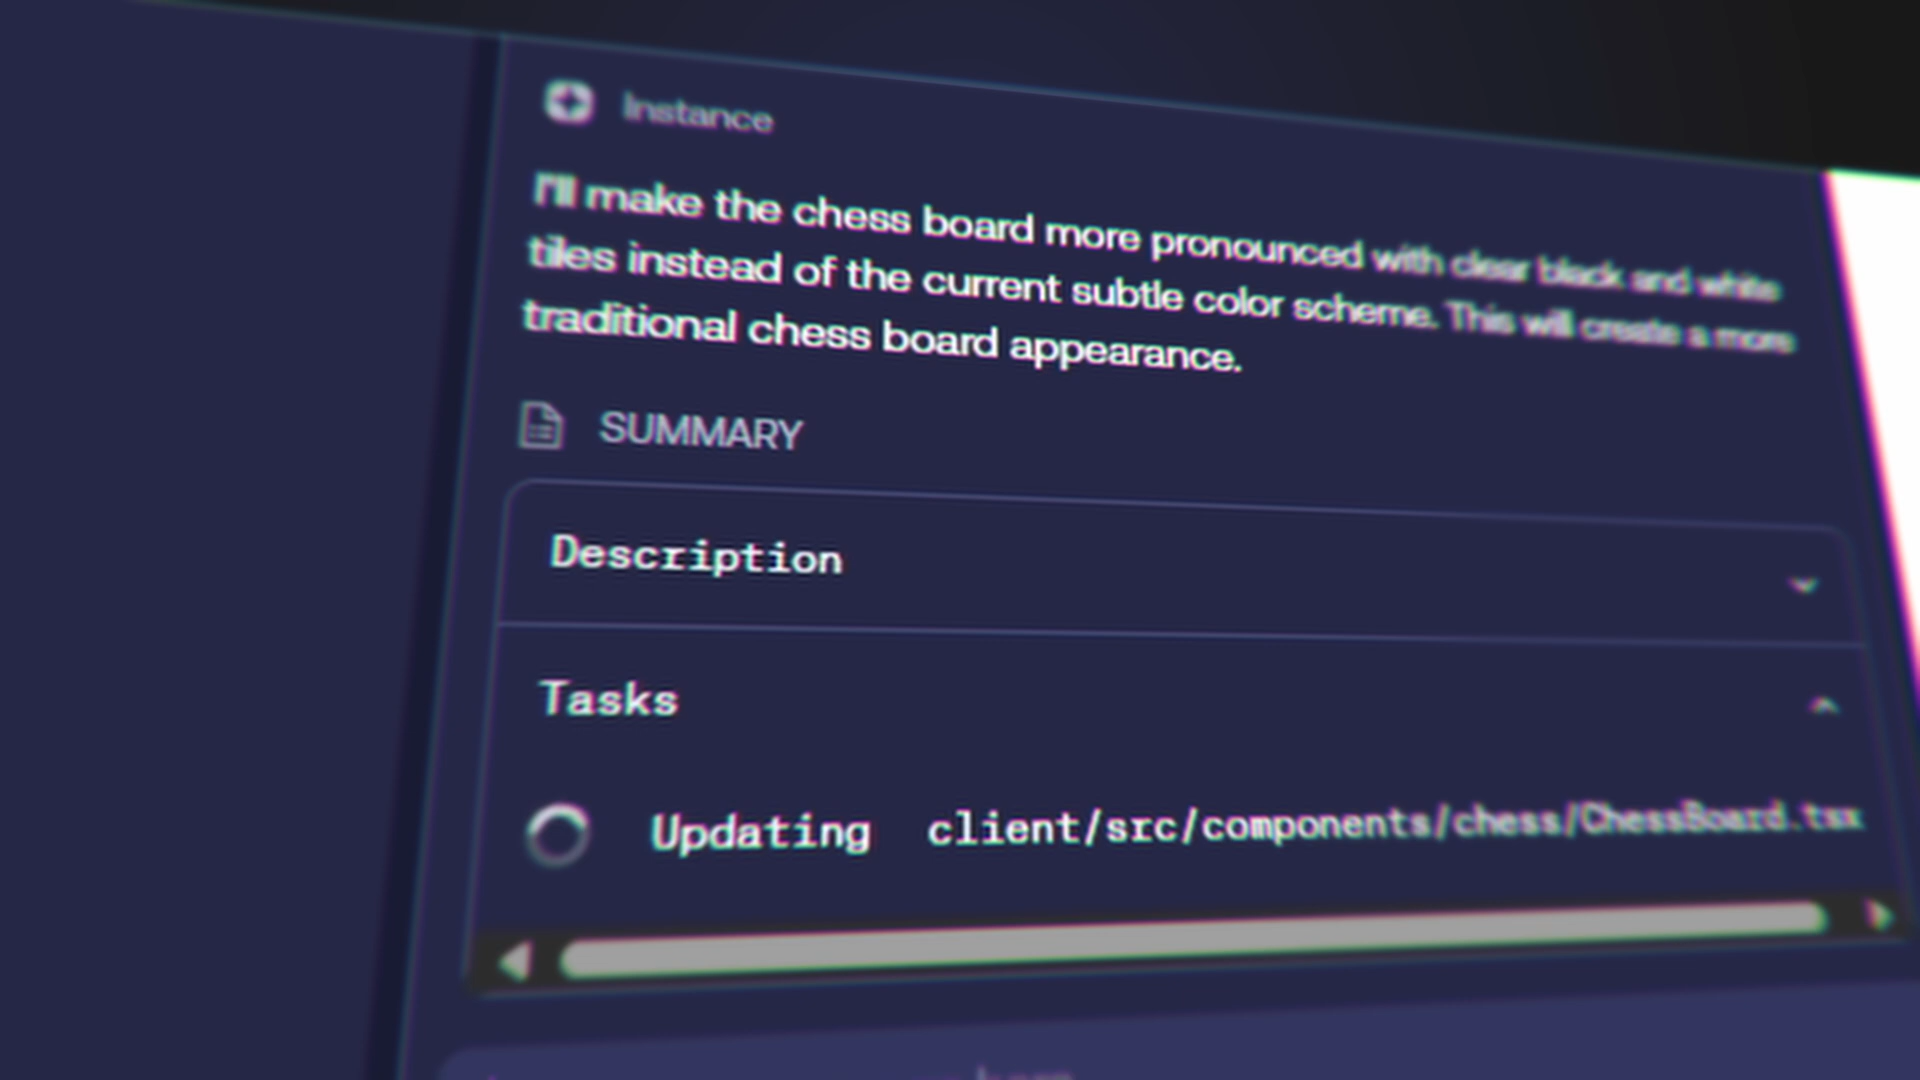 Instance
I'll make the chess board more pronounced with clear black and white
tiles instead of the current subtle color scheme. This will create a more
traditional chess board appearance.
SUMMARY
Description
Tasks
Updating client/src/components/chess/ChessBoard.tsx